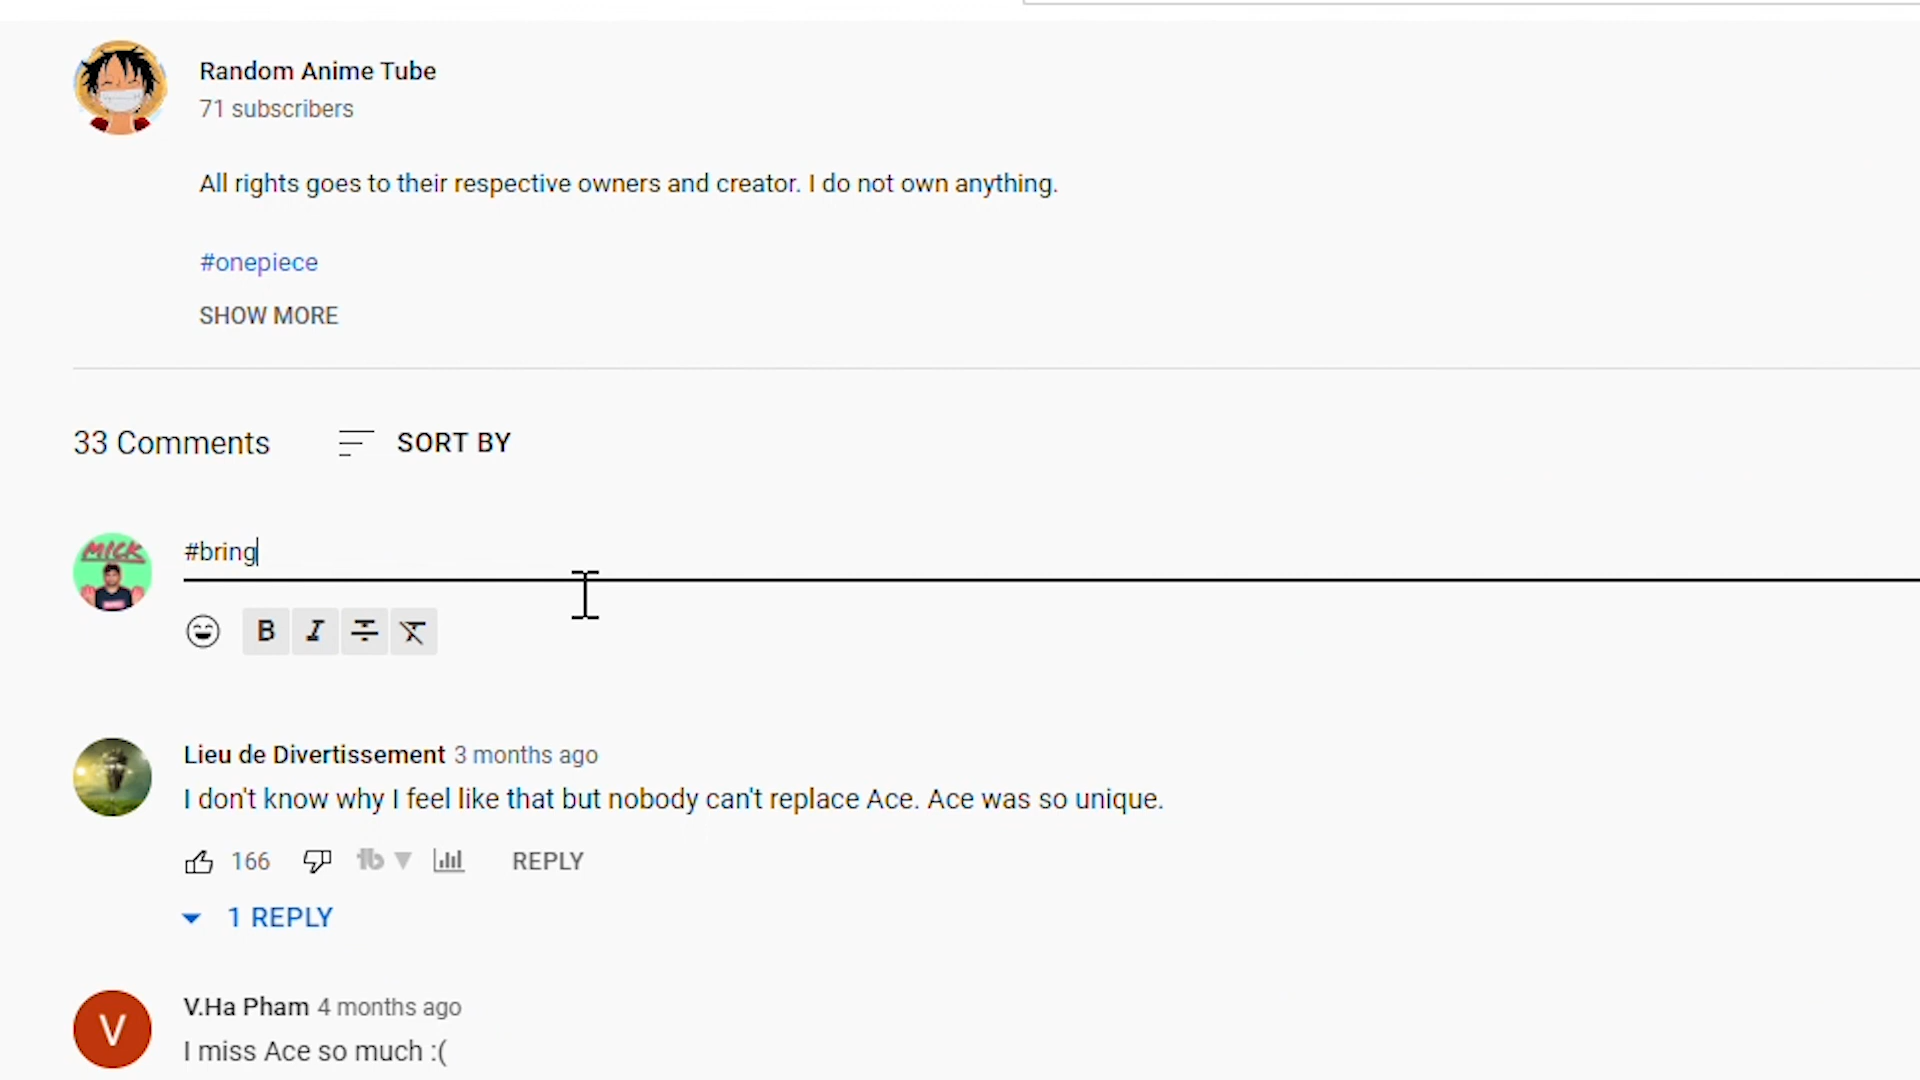 Random Anime Tube
71 subscribers
All rights goes to their respective owners and creator. I do not own anything.
#onepiece
SHOW MORE
33 Comments
SORT BY
MICK
#bring
B I T T
Lieu de Divertissement 3 months ago
I don't know why I feel like that but nobody can't replace Ace. Ace was so unique.
166 tb REPLY
1 REPLY
V
V.Ha Pham 4 months ago
I miss Ace so much :(